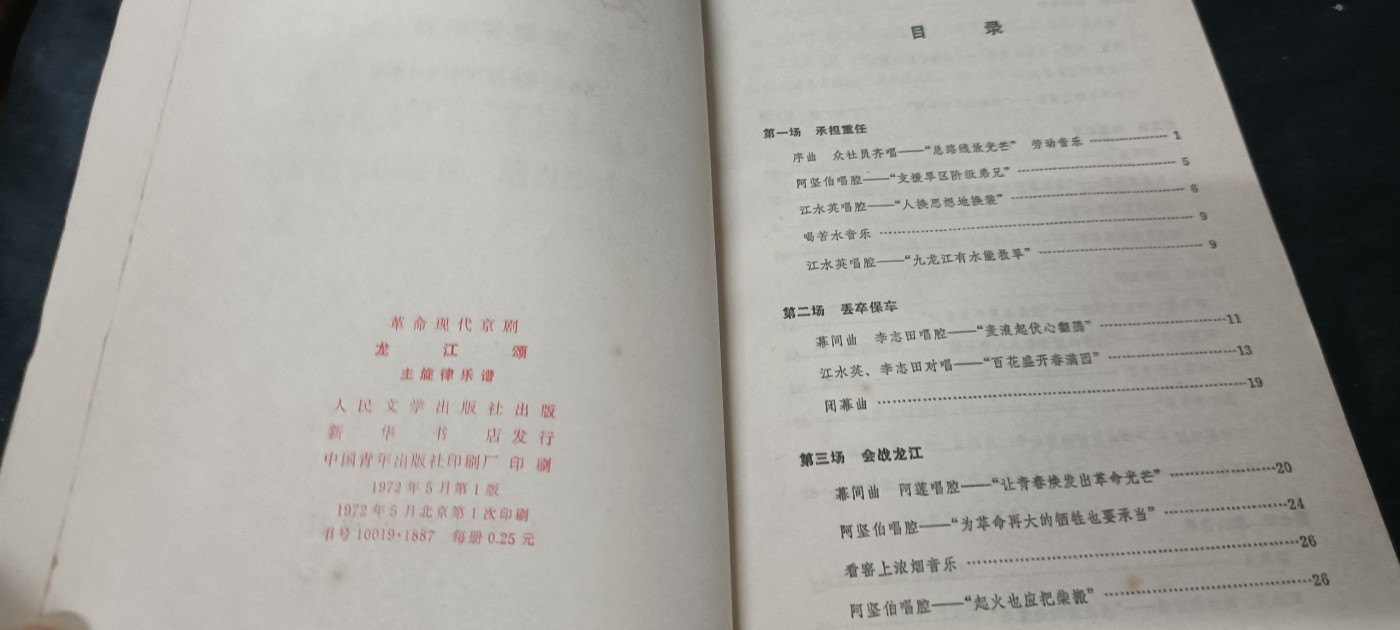 革命现代京剧
龙江颂
主旋律乐谱
人民文学出版社出版
新华书店发行
中国青年出版社印刷厂 印刷
1972年5月第1版
1972年5月北京第1次印刷
书号 10019·1887 每册 0.25 元
目录
第一场 承担重任
序曲 众社员齐唱——“总路线放光芒” 劳动音乐 …… 1
阿坚伯唱腔——“支援旱区阶级弟兄” …… 5
江水英唱腔——“人换思想地换装” …… 6
喝苦水音乐 …… 9
江水英唱腔——“九龙江有水能救旱” …… 9
第二场 丢卒保车
幕间曲 李志田唱腔——“麦浪起伏心翻腾” …… 11
江水英、李志田对唱——“百花盛开春满园” …… 13
闭幕曲 …… 19
第三场 会战龙江
幕间曲 阿莲唱腔——“让青春焕发出革命光芒” …… 20
阿坚伯唱腔——“为革命再大的牺牲也要承当” …… 24
看窑上浓烟音乐 …… 26
阿坚伯唱腔——“起火也应把柴搬” …… 26